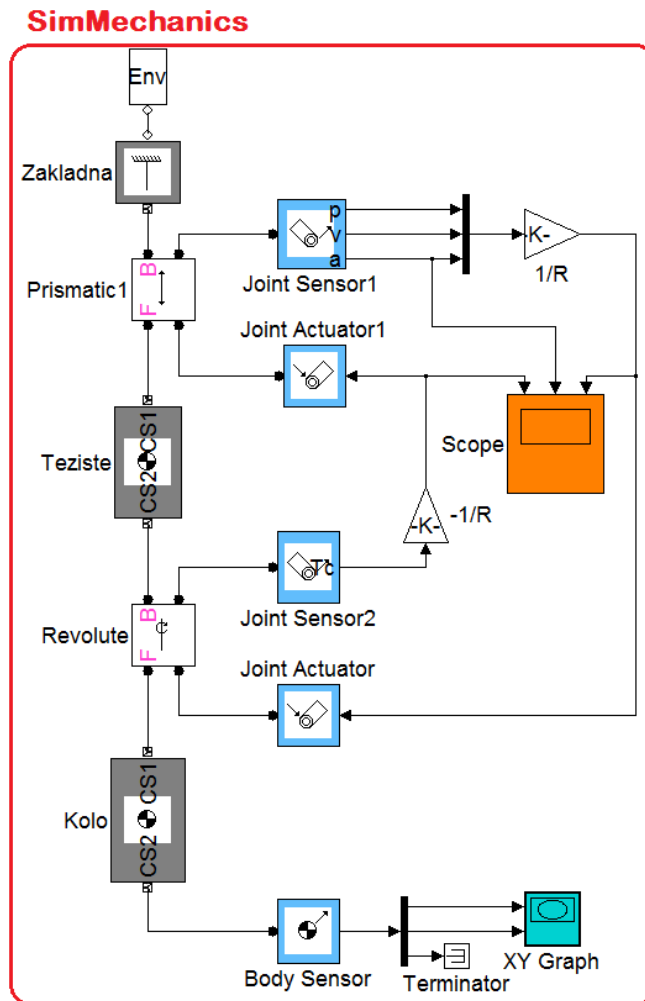 SimMechanics
Env
Zakladna
p
v
a
-K-
1/R
Joint Sensor1
B
F
Prismatic1
Joint Actuator1
CS1
CS2
Teziste
Scope
-K-
-1/R
Tc
Joint Sensor2
B
F
Revolute
Joint Actuator
CS1
CS2
Kolo
Body Sensor
Terminator
XY Graph